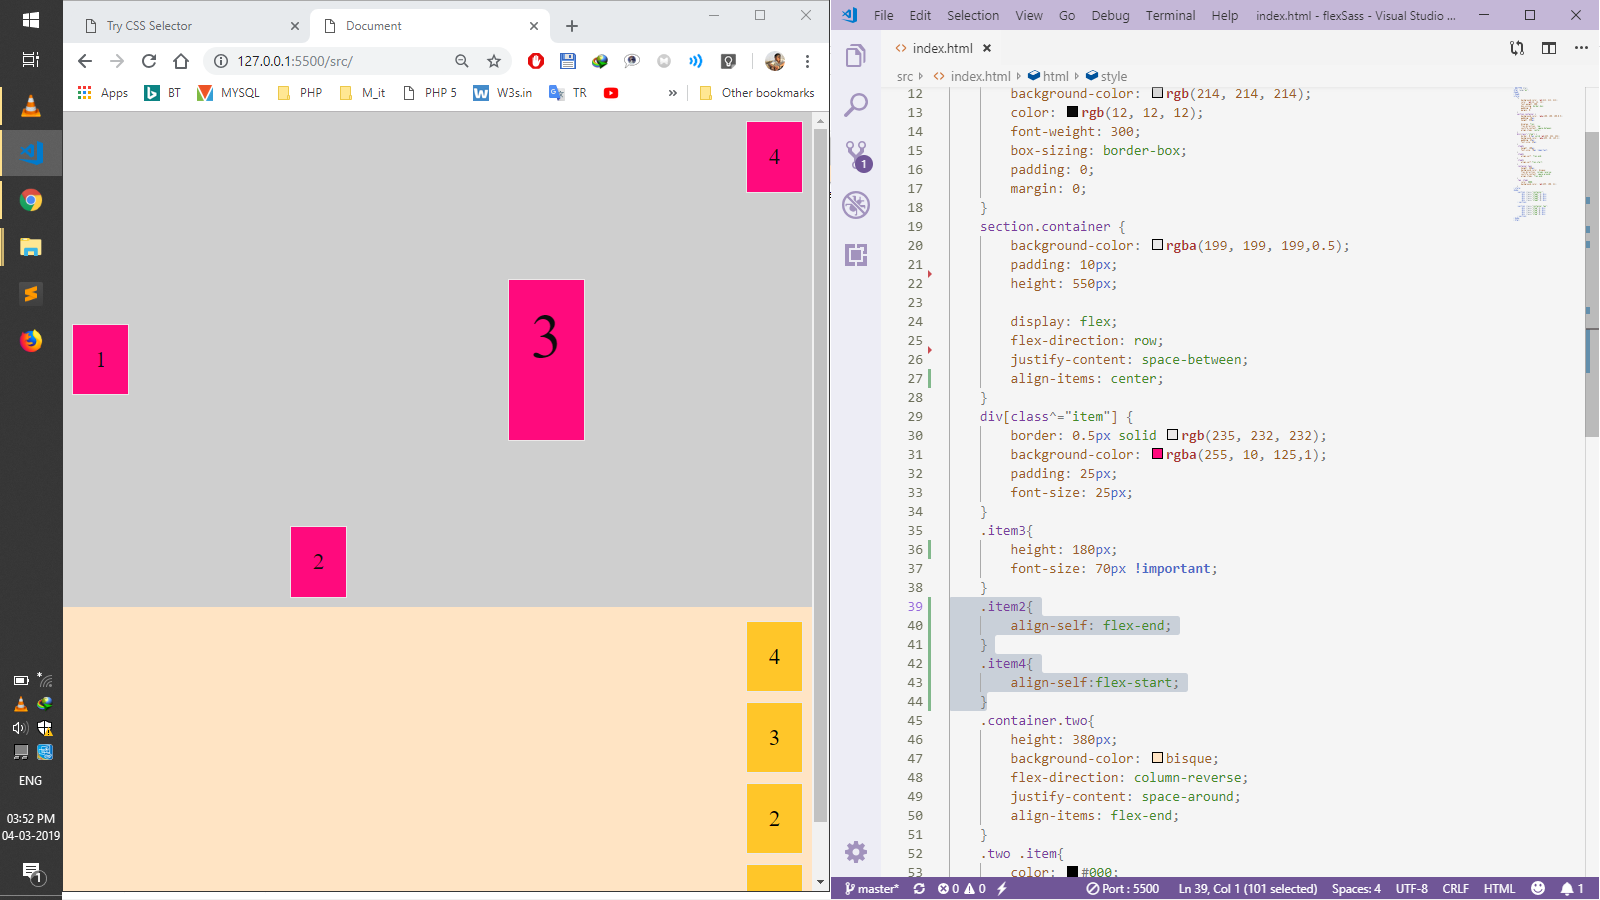 Try CSS Selector
Document
127.0.0.1:5500/src/
Apps
BT
MYSQL
PHP
M_it
PHP 5
W3s.in
TR
»
Other bookmarks
4
3
1
2
4
3
2
ENG
03:52 PM
04-03-2019
1
File Edit Selection View Go Debug Terminal Help index.html - flexSass - Visual Studio ...
index.html
src index.html html style
1
12 background-color: rgb(214, 214, 214);
13 color: rgb(12, 12, 12);
14 font-weight: 300;
15 box-sizing: border-box;
16 padding: 0;
17 margin: 0;
18 }
19 section.container {
20 background-color: rgba(199, 199, 199,0.5);
21 padding: 10px;
22 height: 550px;
23
24 display: flex;
25 flex-direction: row;
26 justify-content: space-between;
27 align-items: center;
28 }
29 div[class^="item"] {
30 border: 0.5px solid rgb(235, 232, 232);
31 background-color: rgba(255, 10, 125,1);
32 padding: 25px;
33 font-size: 25px;
34 }
35 .item3{
36 height: 180px;
37 font-size: 70px !important;
38 }
39 .item2{
40 align-self: flex-end;
41 }
42 .item4{
43 align-self:flex-start;
44 }
45 .container.two{
46 height: 380px;
47 background-color: bisque;
48 flex-direction: column-reverse;
49 justify-content: space-around;
50 align-items: flex-end;
51 }
52 .two .item{
53 color: #000;
master* 0 0 Port : 5500 Ln 39, Col 1 (101 selected) Spaces: 4 UTF-8 CRLF HTML 1